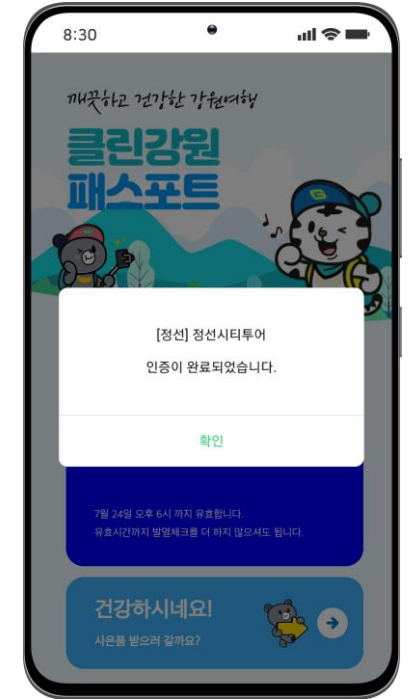 8:30
깨끗하고 건강한 강원여행
클린강원
패스포트
[정선] 정선시티투어
인증이 완료되었습니다.
확인
7월 24일 오후 6시 까지 유효합니다.
유효시간까지 발열체크를 더 하지 않으셔도 됩니다.
건강하시네요!
사은품 받으러 갈까요?